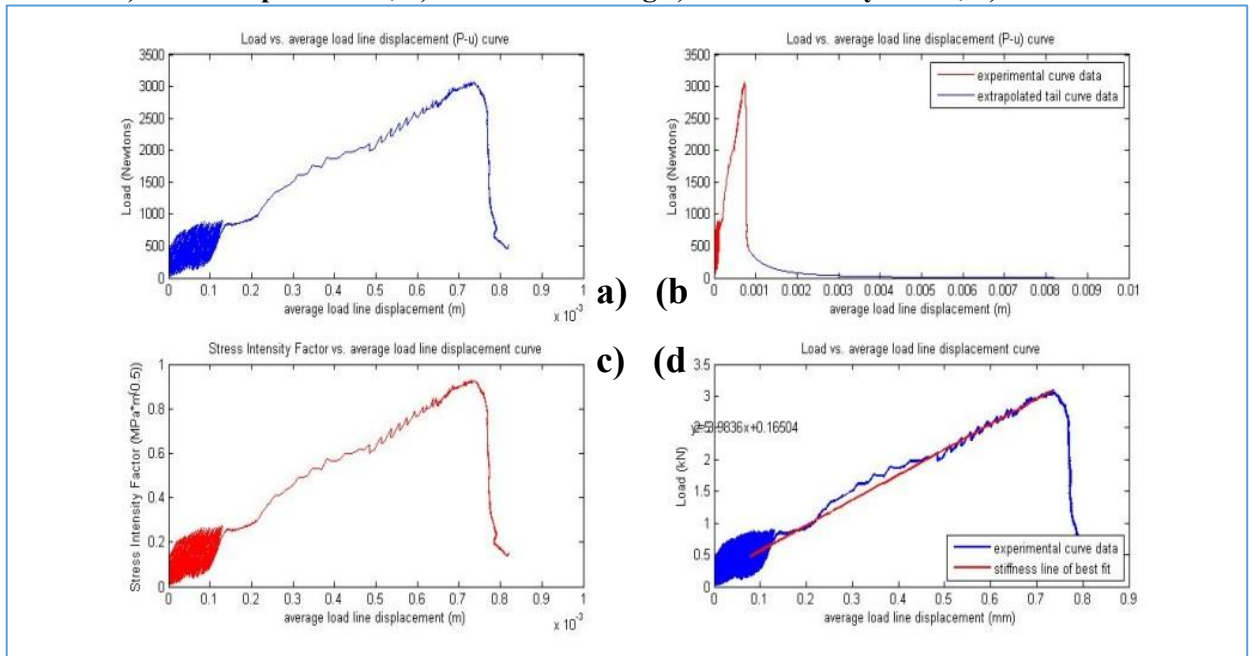 Load vs. average load line displacement (P-u) curve
Load (Newtons)
3500
3000
2500
2000
1500
1000
500
0
0 0.1 0.2 0.3 0.4 0.5 0.6 0.7 0.8 0.9 1
average load line displacement (m)
x 10⁻³
a)
Load vs. average load line displacement (P-u) curve
experimental curve data
extrapolated tail curve data
Load (Newtons)
3500
3000
2500
2000
1500
1000
500
0
0 0.001 0.002 0.003 0.004 0.005 0.006 0.007 0.008 0.009 0.01
average load line displacement (m)
(b
Stress Intensity Factor vs. average load line displacement curve
Stress Intensity Factor (MPa*m^(0.5))
1
0.8
0.6
0.4
0.2
0
0 0.1 0.2 0.3 0.4 0.5 0.6 0.7 0.8 0.9 1
average load line displacement (m)
x 10⁻³
c)
(d
Load vs. average load line displacement curve
Load (kN)
3.5
3
2.5
2
1.5
1
0.5
0
experimental curve data
stiffness line of best fit
0 0.1 0.2 0.3 0.4 0.5 0.6 0.7 0.8 0.9
average load line displacement (mm)